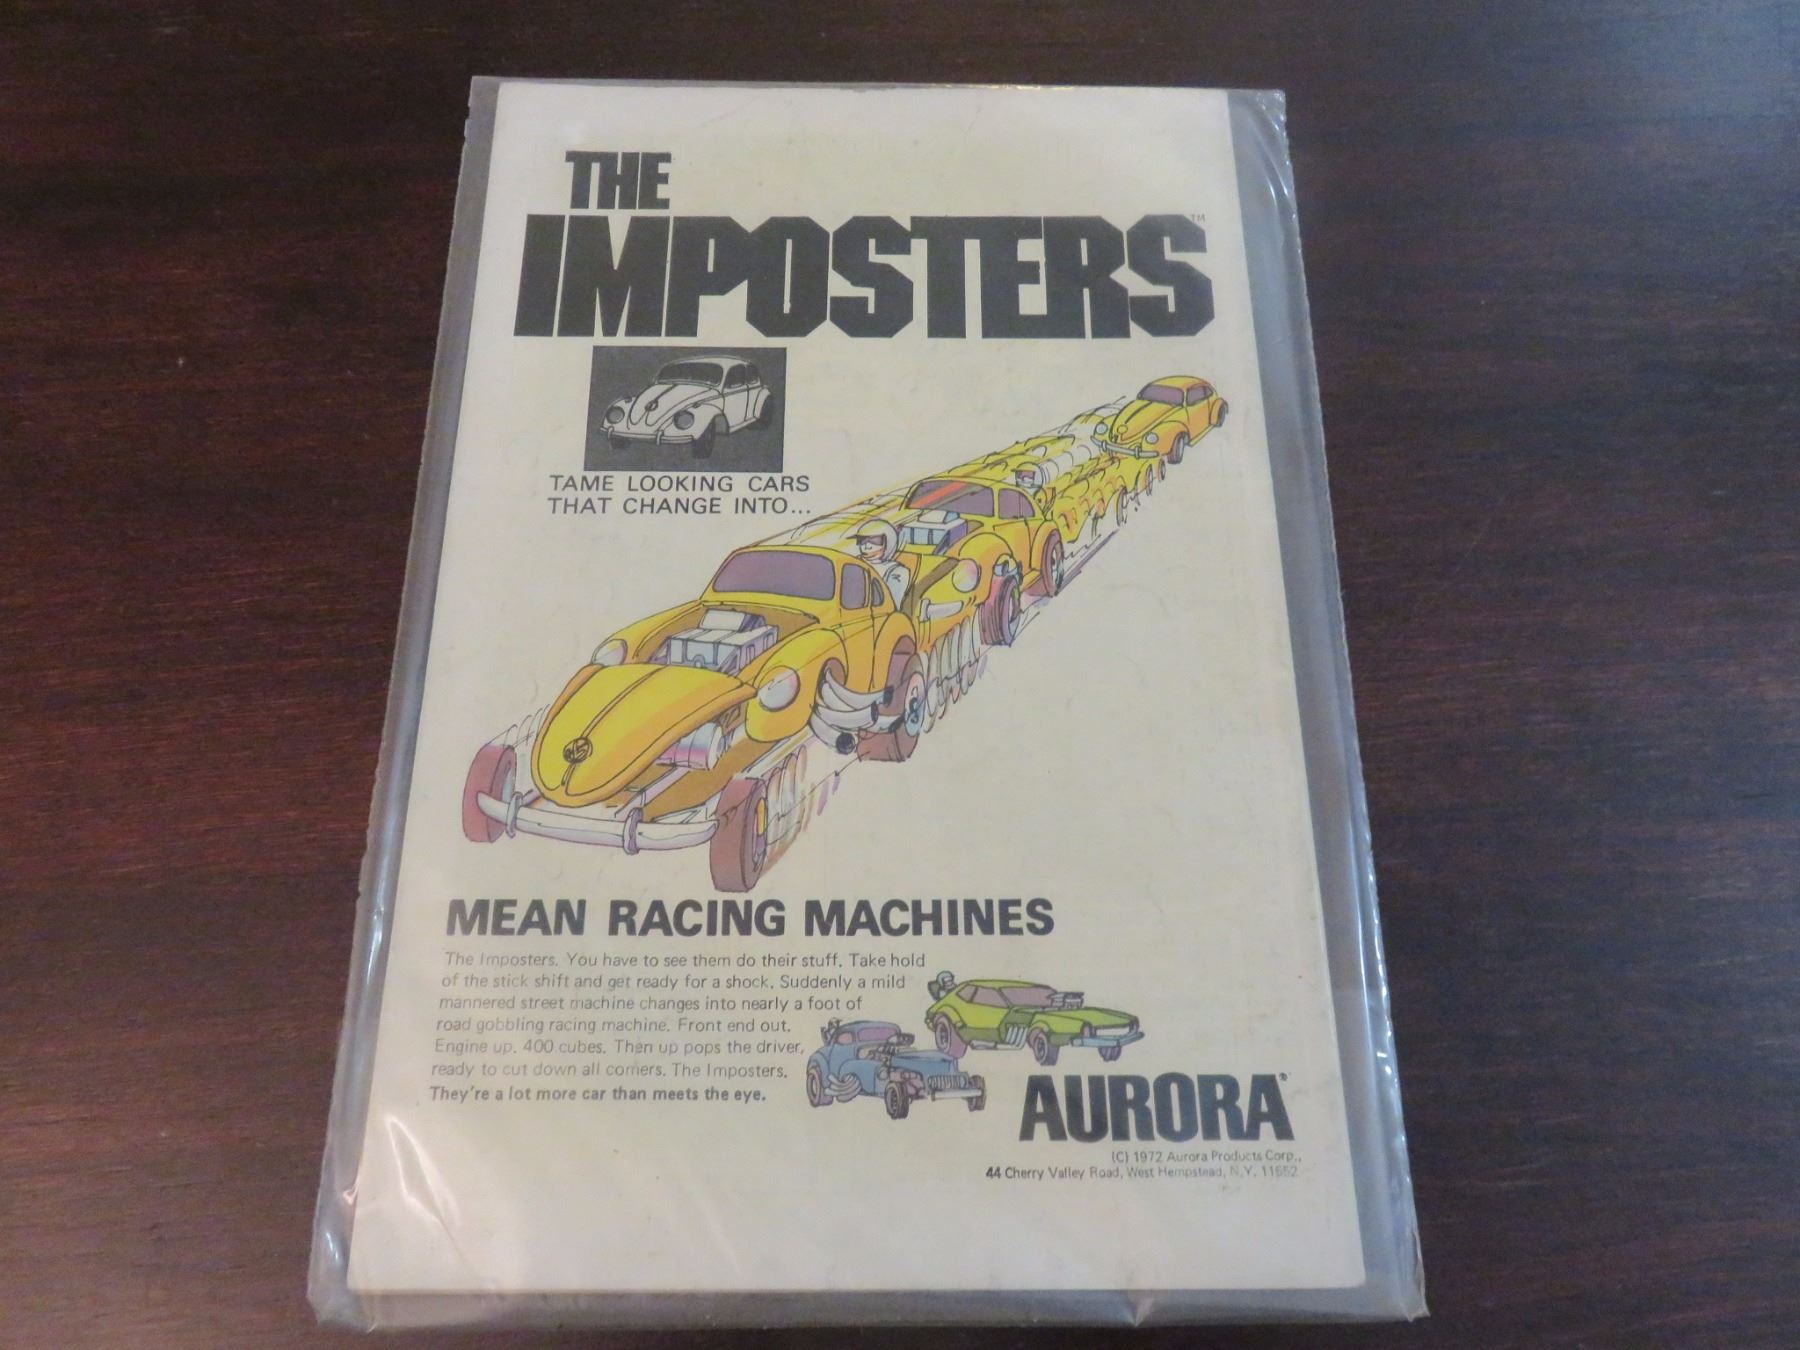 THE
IMPOSTERS™
TAME LOOKING CARS
THAT CHANGE INTO...
MEAN RACING MACHINES
The Imposters. You have to see them do their stuff. Take hold
of the stick shift and get ready for a shock. Suddenly a mild
mannered street machine changes into nearly a foot of
road gobbling racing machine. Front end out.
Engine up. 400 cubes. Then up pops the driver,
ready to cut down all comers. The Imposters.
They're a lot more car than meets the eye.
AURORA®
(C) 1972 Aurora Products Corp.,
44 Cherry Valley Road, West Hempstead, N.Y. 11552